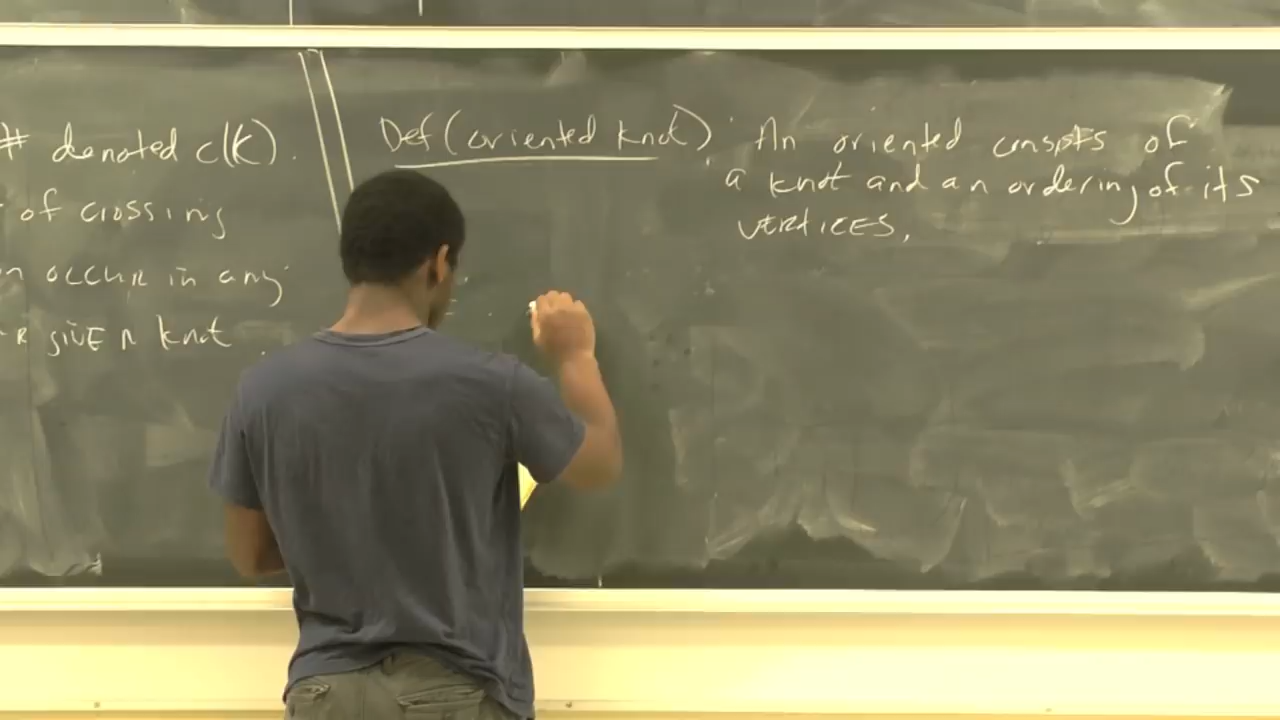 # denoted c(K).
of crossing
n occur in any
R given knot
Def (oriented knot): An oriented consists of
a knot and an ordering of its
vertices,